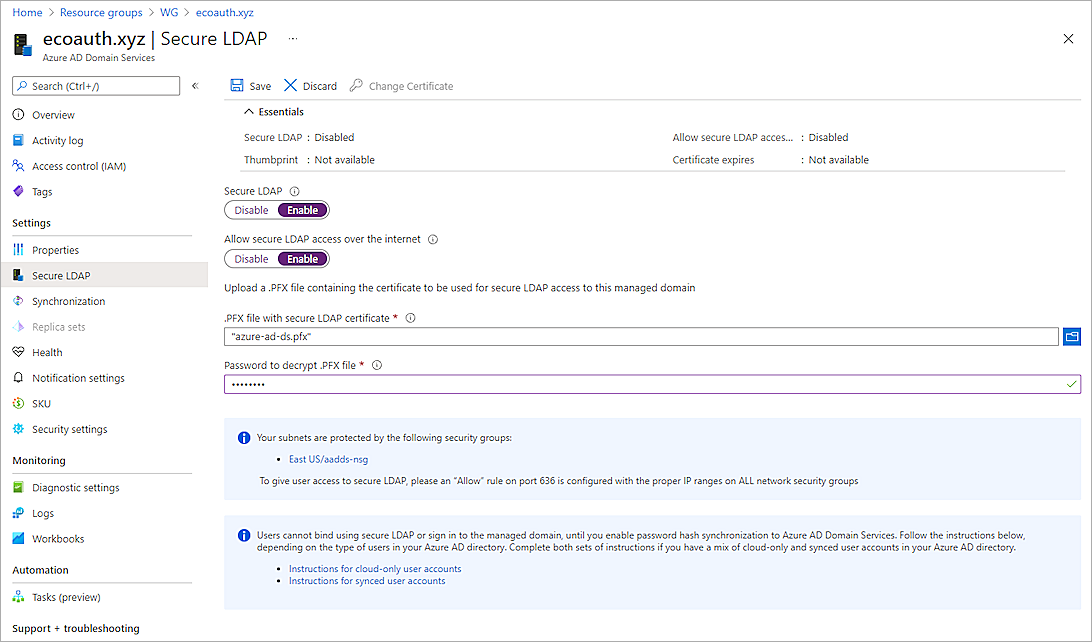 Home > Resource groups > WG > ecoauth.xyz
ecoauth.xyz | Secure LDAP ...
Azure AD Domain Services
Search (Ctrl+/)
«
Overview
Activity log
Access control (IAM)
Tags
Settings
Properties
Secure LDAP
Synchronization
Replica sets
Health
Notification settings
SKU
Security settings
Monitoring
Diagnostic settings
Logs
Workbooks
Automation
Tasks (preview)
Support + troubleshooting
Save Discard Change Certificate
Essentials
Secure LDAP : Disabled
Allow secure LDAP acces... : Disabled
Thumbprint : Not available
Certificate expires : Not available
Secure LDAP
Disable Enable
Allow secure LDAP access over the internet
Disable Enable
Upload a .PFX file containing the certificate to be used for secure LDAP access to this managed domain
.PFX file with secure LDAP certificate *
"azure-ad-ds.pfx"
Password to decrypt .PFX file *
••••••••
Your subnets are protected by the following security groups:
• East US/aadds-nsg
To give user access to secure LDAP, please an "Allow" rule on port 636 is configured with the proper IP ranges on ALL network security groups
Users cannot bind using secure LDAP or sign in to the managed domain, until you enable password hash synchronization to Azure AD Domain Services. Follow the instructions below,
depending on the type of users in your Azure AD directory. Complete both sets of instructions if you have a mix of cloud-only and synced user accounts in your Azure AD directory.
• Instructions for cloud-only user accounts
• Instructions for synced user accounts